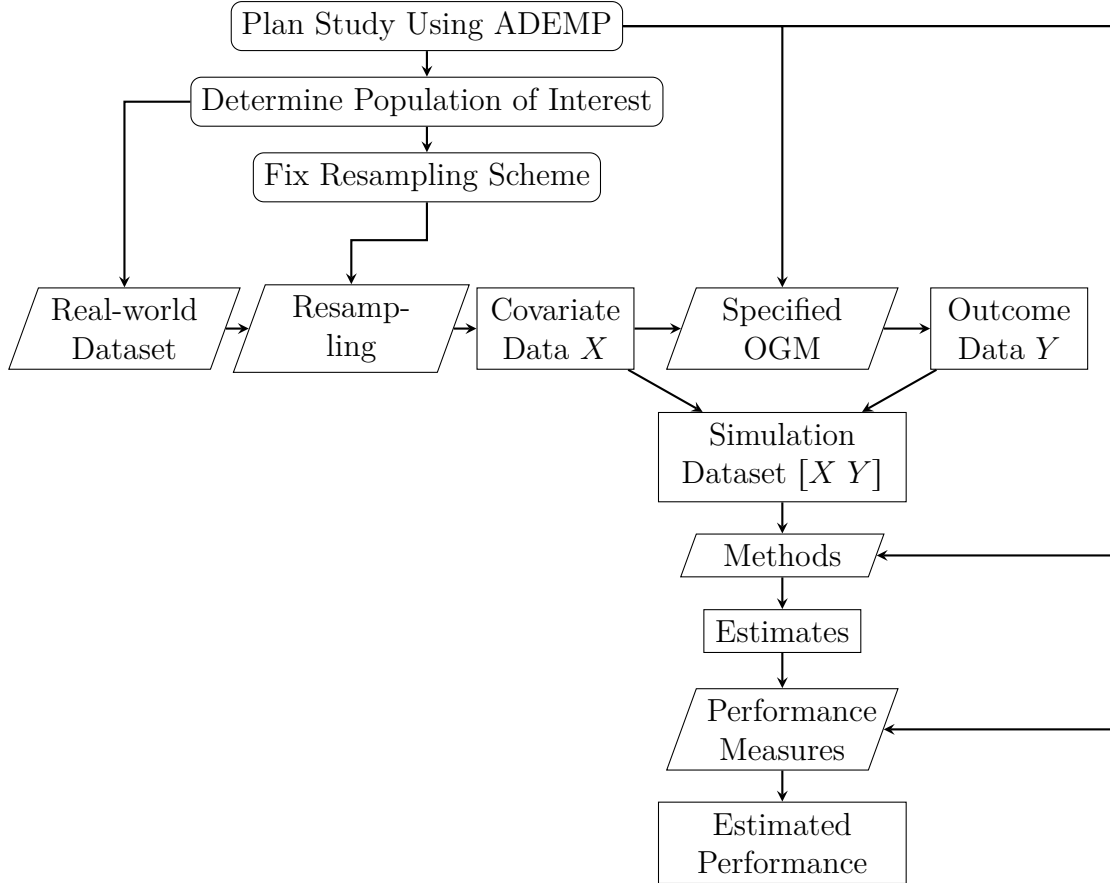 Plan Study Using ADEMP
Determine Population of Interest
Fix Resampling Scheme
Real-world
Dataset
Resamp-
ling
Covariate
Data X
Specified
OGM
Outcome
Data Y
Simulation
Dataset [X Y]
Methods
Estimates
Performance
Measures
Estimated
Performance